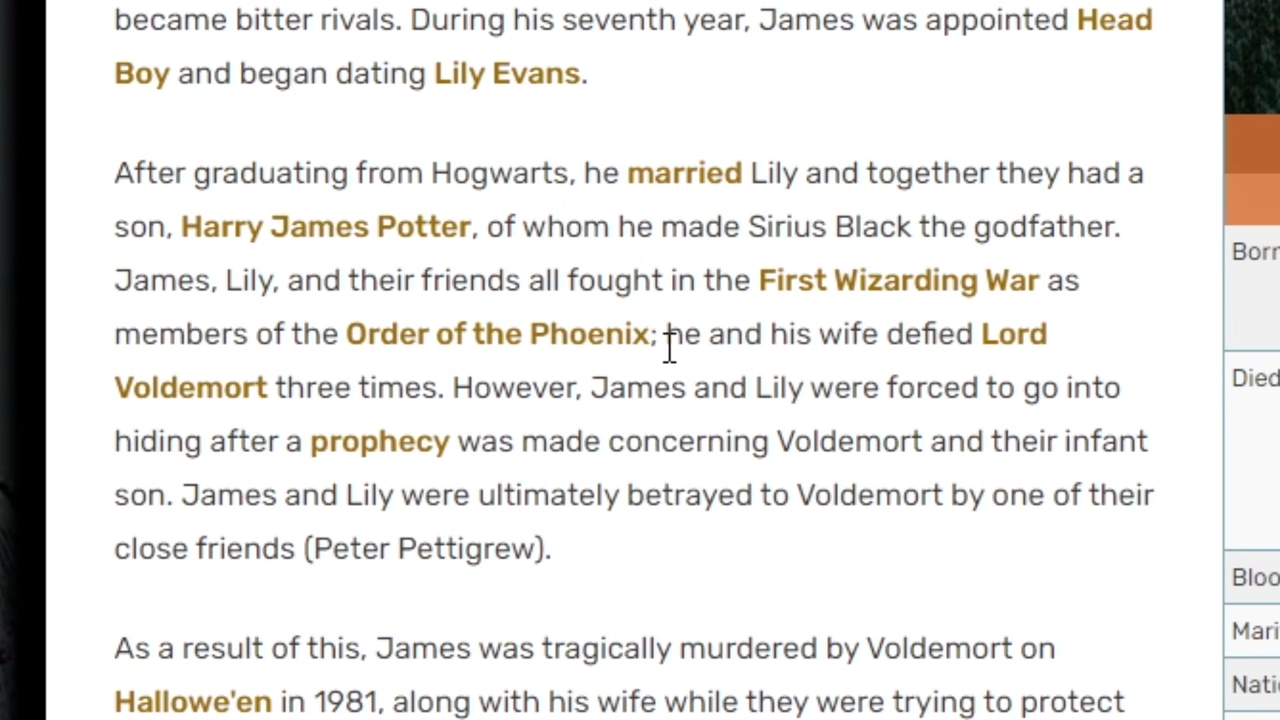 became bitter rivals. During his seventh year, James was appointed Head
Boy and began dating Lily Evans.
After graduating from Hogwarts, he married Lily and together they had a
son, Harry James Potter, of whom he made Sirius Black the godfather.
James, Lily, and their friends all fought in the First Wizarding War as
members of the Order of the Phoenix; he and his wife defied Lord
Voldemort three times. However, James and Lily were forced to go into
hiding after a prophecy was made concerning Voldemort and their infant
son. James and Lily were ultimately betrayed to Voldemort by one of their
close friends (Peter Pettigrew).
As a result of this, James was tragically murdered by Voldemort on
Hallowe'en in 1981, along with his wife while they were trying to protect
Died